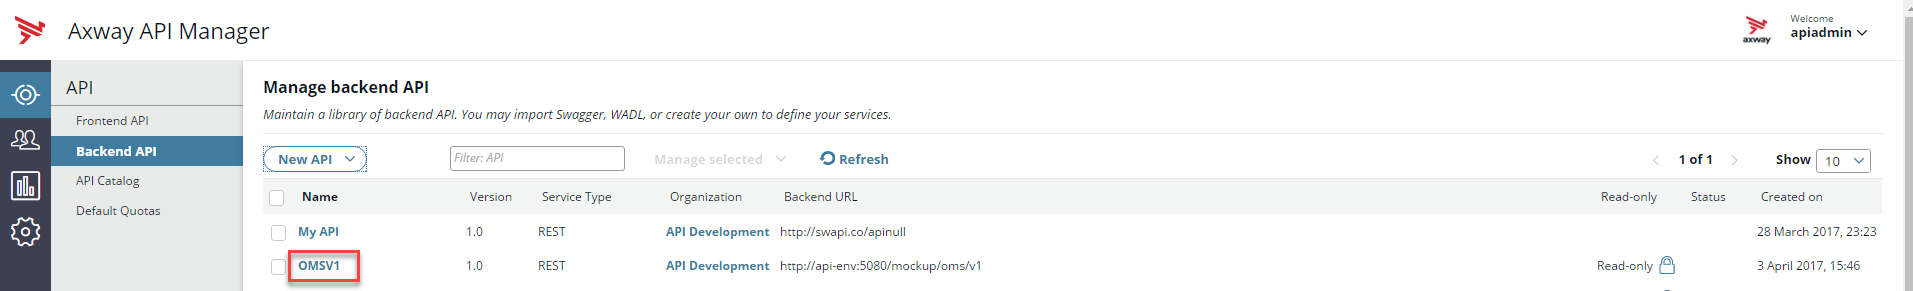 Axway API Manager
axway
Welcome
apiadmin
API
Frontend API
Backend API
API Catalog
Default Quotas
Manage backend API
Maintain a library of backend API. You may import Swagger, WADL, or create your own to define your services.
New API Filter: API Manage selected Refresh 1 of 1 Show 10
Name Version Service Type Organization Backend URL Read-only Status Created on
My API 1.0 REST API Development http://swapi.co/apinull 28 March 2017, 23:23
OMSV1 1.0 REST API Development http://api-env:5080/mockup/oms/v1 Read-only 3 April 2017, 15:46